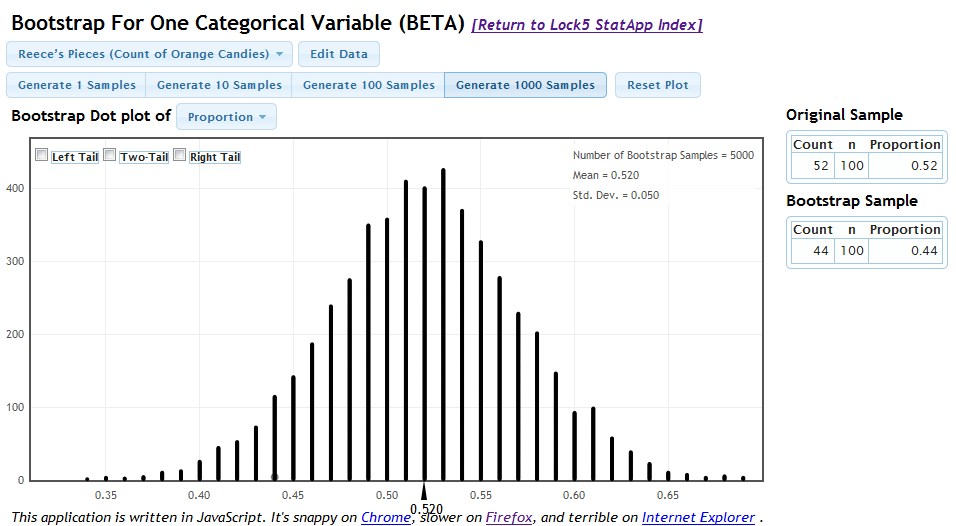 Bootstrap For One Categorical Variable (BETA) [Return to Lock5 StatApp Index]
Reece's Pieces (Count of Orange Candies) Edit Data
Generate 1 Samples Generate 10 Samples Generate 100 Samples Generate 1000 Samples Reset Plot
Bootstrap Dot plot of Proportion
Left Tail Two-Tail Right Tail
Number of Bootstrap Samples = 5000
Mean = 0.520
Std. Dev. = 0.050
400
300
200
100
0
0.35 0.40 0.45 0.50 0.55 0.60 0.65
0.520
Original Sample
Count n Proportion
52 100 0.52
Bootstrap Sample
Count n Proportion
44 100 0.44
This application is written in JavaScript. It's snappy on Chrome, slower on Firefox, and terrible on Internet Explorer .